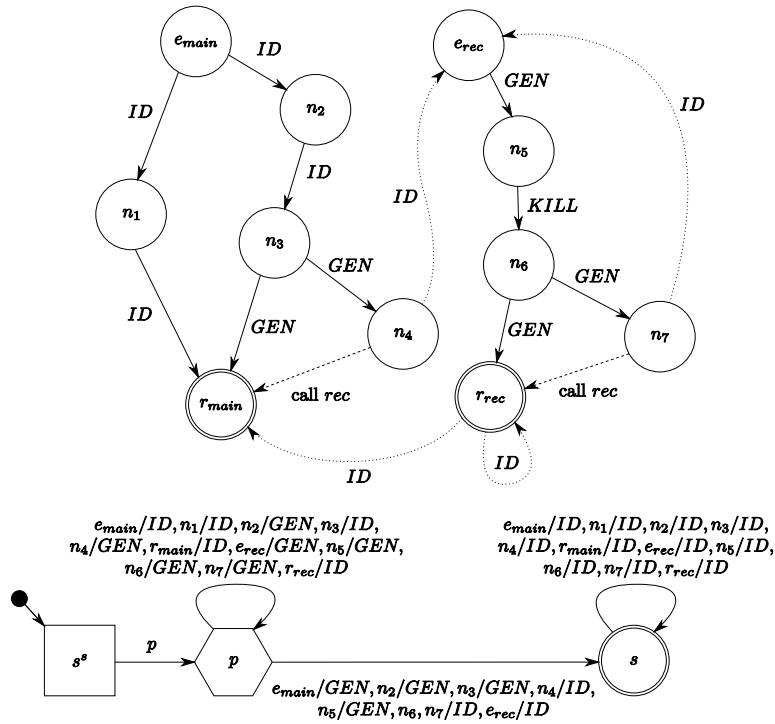 e_main
e_rec
ID
GEN
ID
n_2
ID
n_5
ID
n_1
KILL
ID
n_3
n_6
GEN
GEN
ID
GEN
GEN
n_4
n_7
r_main
call rec
r_rec
call rec
ID
ID
e_main/ID, n_1/ID, n_2/GEN, n_3/ID,
n_4/GEN, r_main/ID, e_rec/GEN, n_5/GEN,
n_6/GEN, n_7/GEN, r_rec/ID
e_main/ID, n_1/ID, n_2/ID, n_3/ID,
n_4/ID, r_main/ID, e_rec/ID, n_5/ID,
n_6/ID, n_7/ID, r_rec/ID
s^s
p
p
s
e_main/GEN, n_2/GEN, n_3/GEN, n_4/ID,
n_5/GEN, n_6, n_7/ID, e_rec/ID